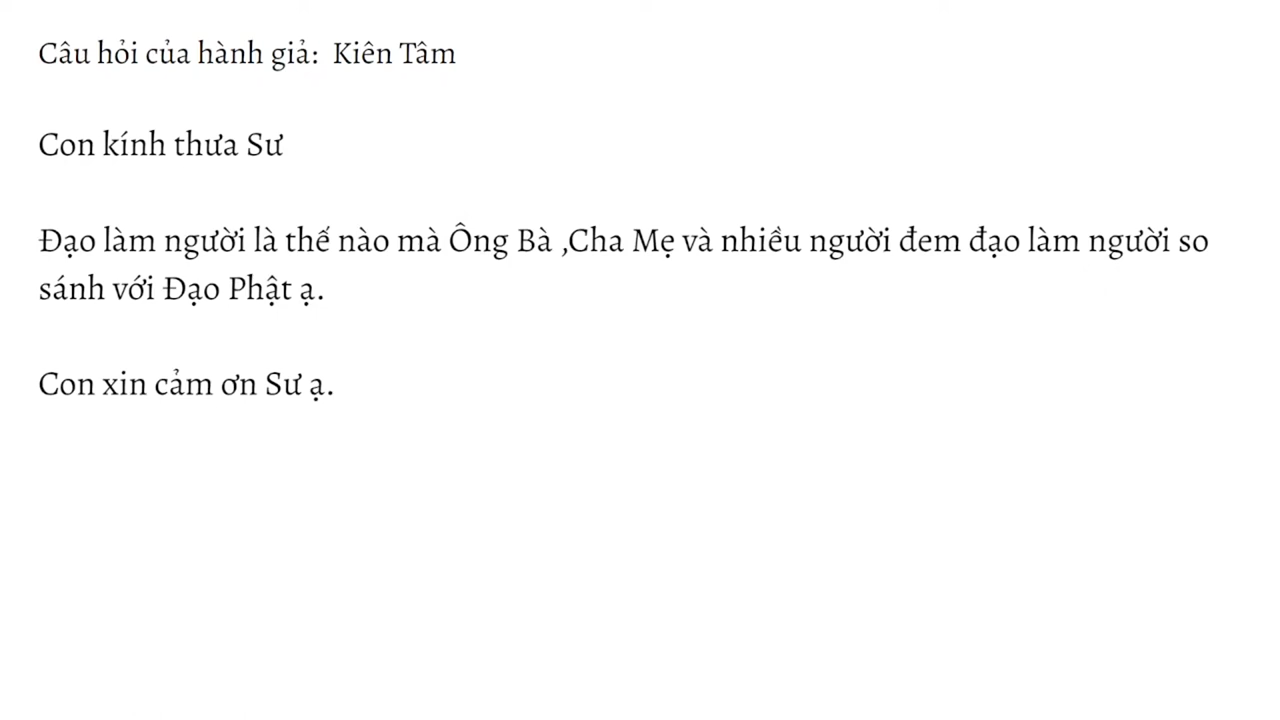 Câu hỏi của hành giả:  Kiên Tâm
Con kính thưa Sư
Đạo làm người là thế nào mà Ông Bà ,Cha Mẹ và nhiều người đem đạo làm người so
sánh với Đạo Phật ạ.
Con xin cảm ơn Sư ạ.